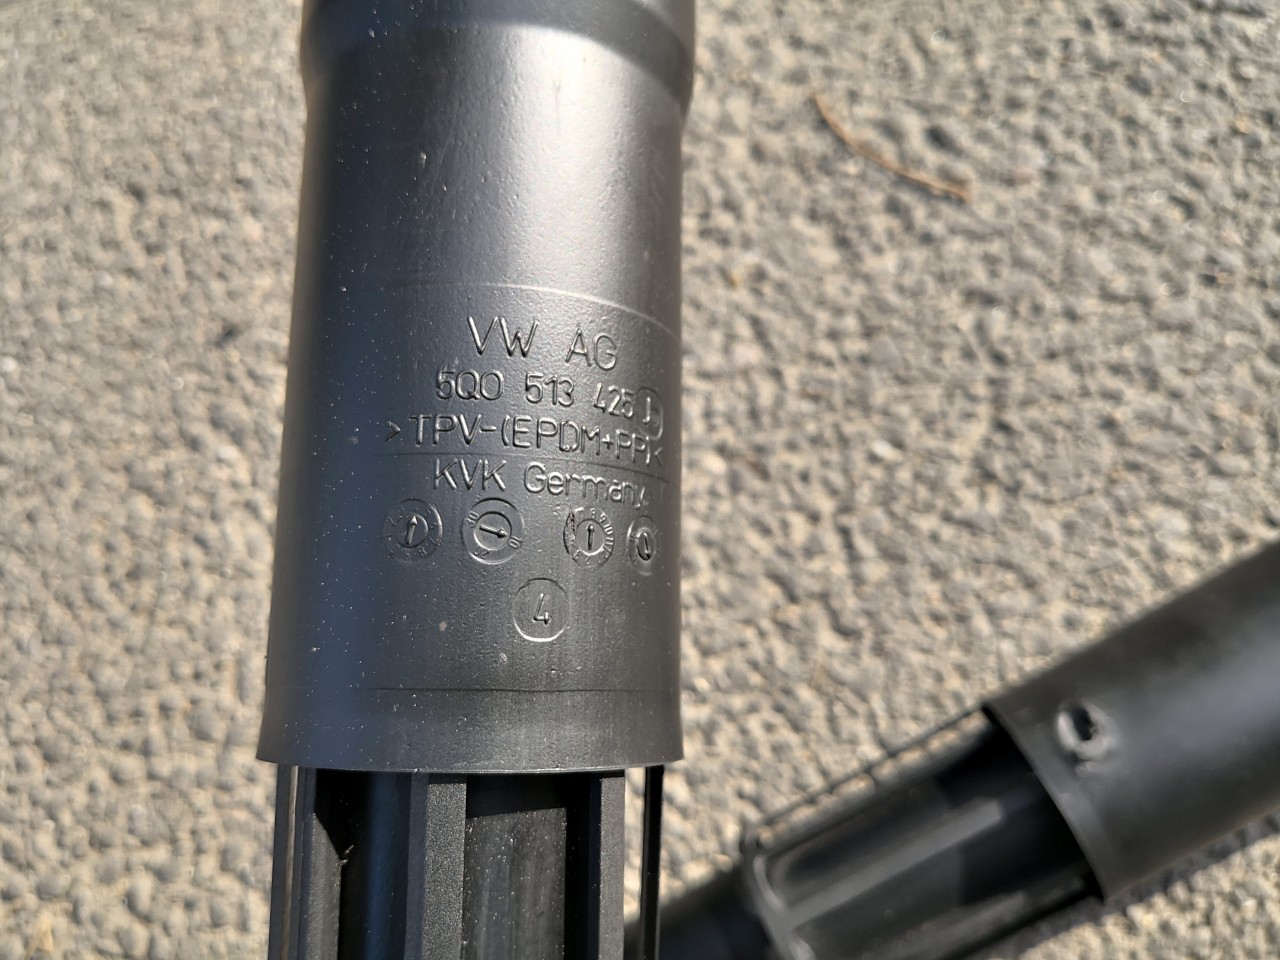 VW AG
5Q0 513 425 J
>TPV-(EPDM+PP)<
KVK Germany
4